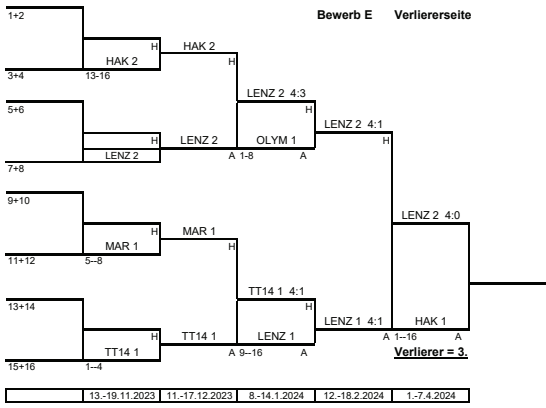 Bewerb E Verliererseite
1+2
H HAK 2
HAK 2 H
3+4 13-16
LENZ 2 4:3
5+6 H
LENZ 2 4:1
H LENZ 2 OLYM 1 H
LENZ 2 A 1-8 A
7+8
9+10
LENZ 2 4:0
H MAR 1
MAR 1 H
11+12 5--8
TT14 1 4:1
13+14 H
LENZ 1 4:1 HAK 1
H TT14 1 LENZ 1 A 1--16 A
TT14 1 A 9--16 A Verlierer = 3.
15+16 1--4
13.-19.11.2023 11.-17.12.2023 8.-14.1.2024 12.-18.2.2024 1.-7.4.2024